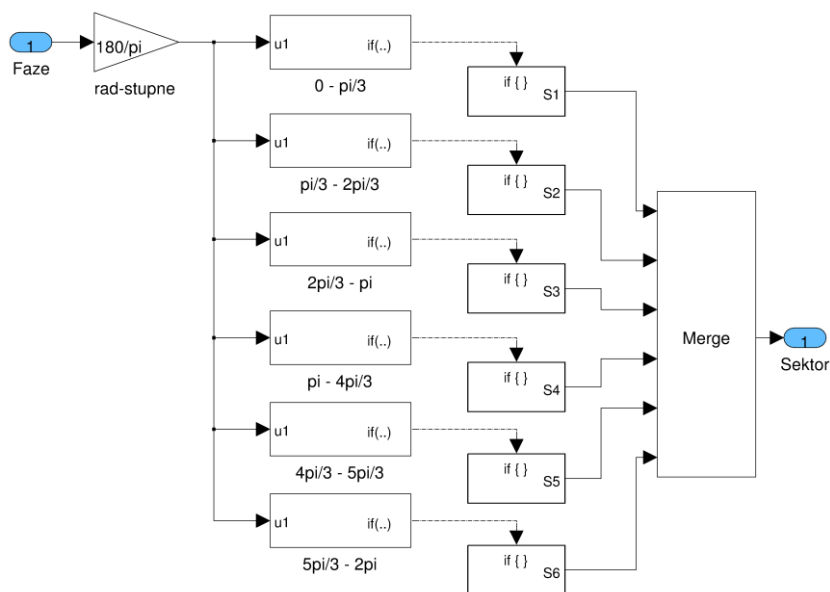 1
Faze
180/pi
rad-stupne
u1
if(..)
0 - pi/3
if { }
S1
u1
if(..)
pi/3 - 2pi/3
if { }
S2
u1
if(..)
2pi/3 - pi
if { }
S3
u1
if(..)
pi - 4pi/3
if { }
S4
u1
if(..)
4pi/3 - 5pi/3
if { }
S5
u1
if(..)
5pi/3 - 2pi
if { }
S6
Merge
1
Sektor